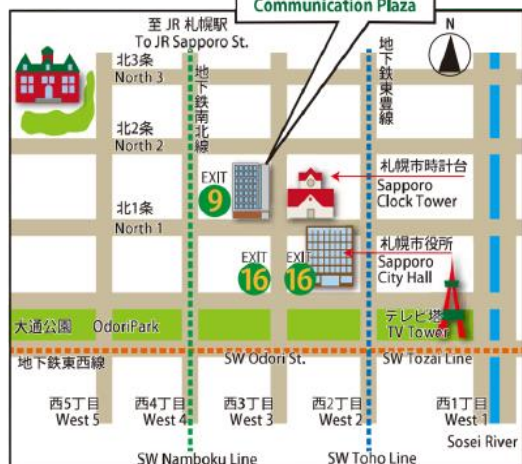 Communication Plaza
至 JR 札幌駅
To JR Sapporo St.
N
北3条
North 3
地下鉄南北線
地下鉄東豊線
北2条
North 2
EXIT
9
札幌市時計台
Sapporo
Clock Tower
北1条
North 1
札幌市役所
Sapporo
City Hall
EXIT
16
EXIT
16
大通公園 OdoriPark
テレビ塔
TV Tower
地下鉄東西線
SW Odori St.
SW Tozai Line
西5丁目
West 5
西4丁目
West 4
西3丁目
West 3
西2丁目
West 2
西1丁目
West 1
Sosei River
SW Namboku Line
SW Toho Line